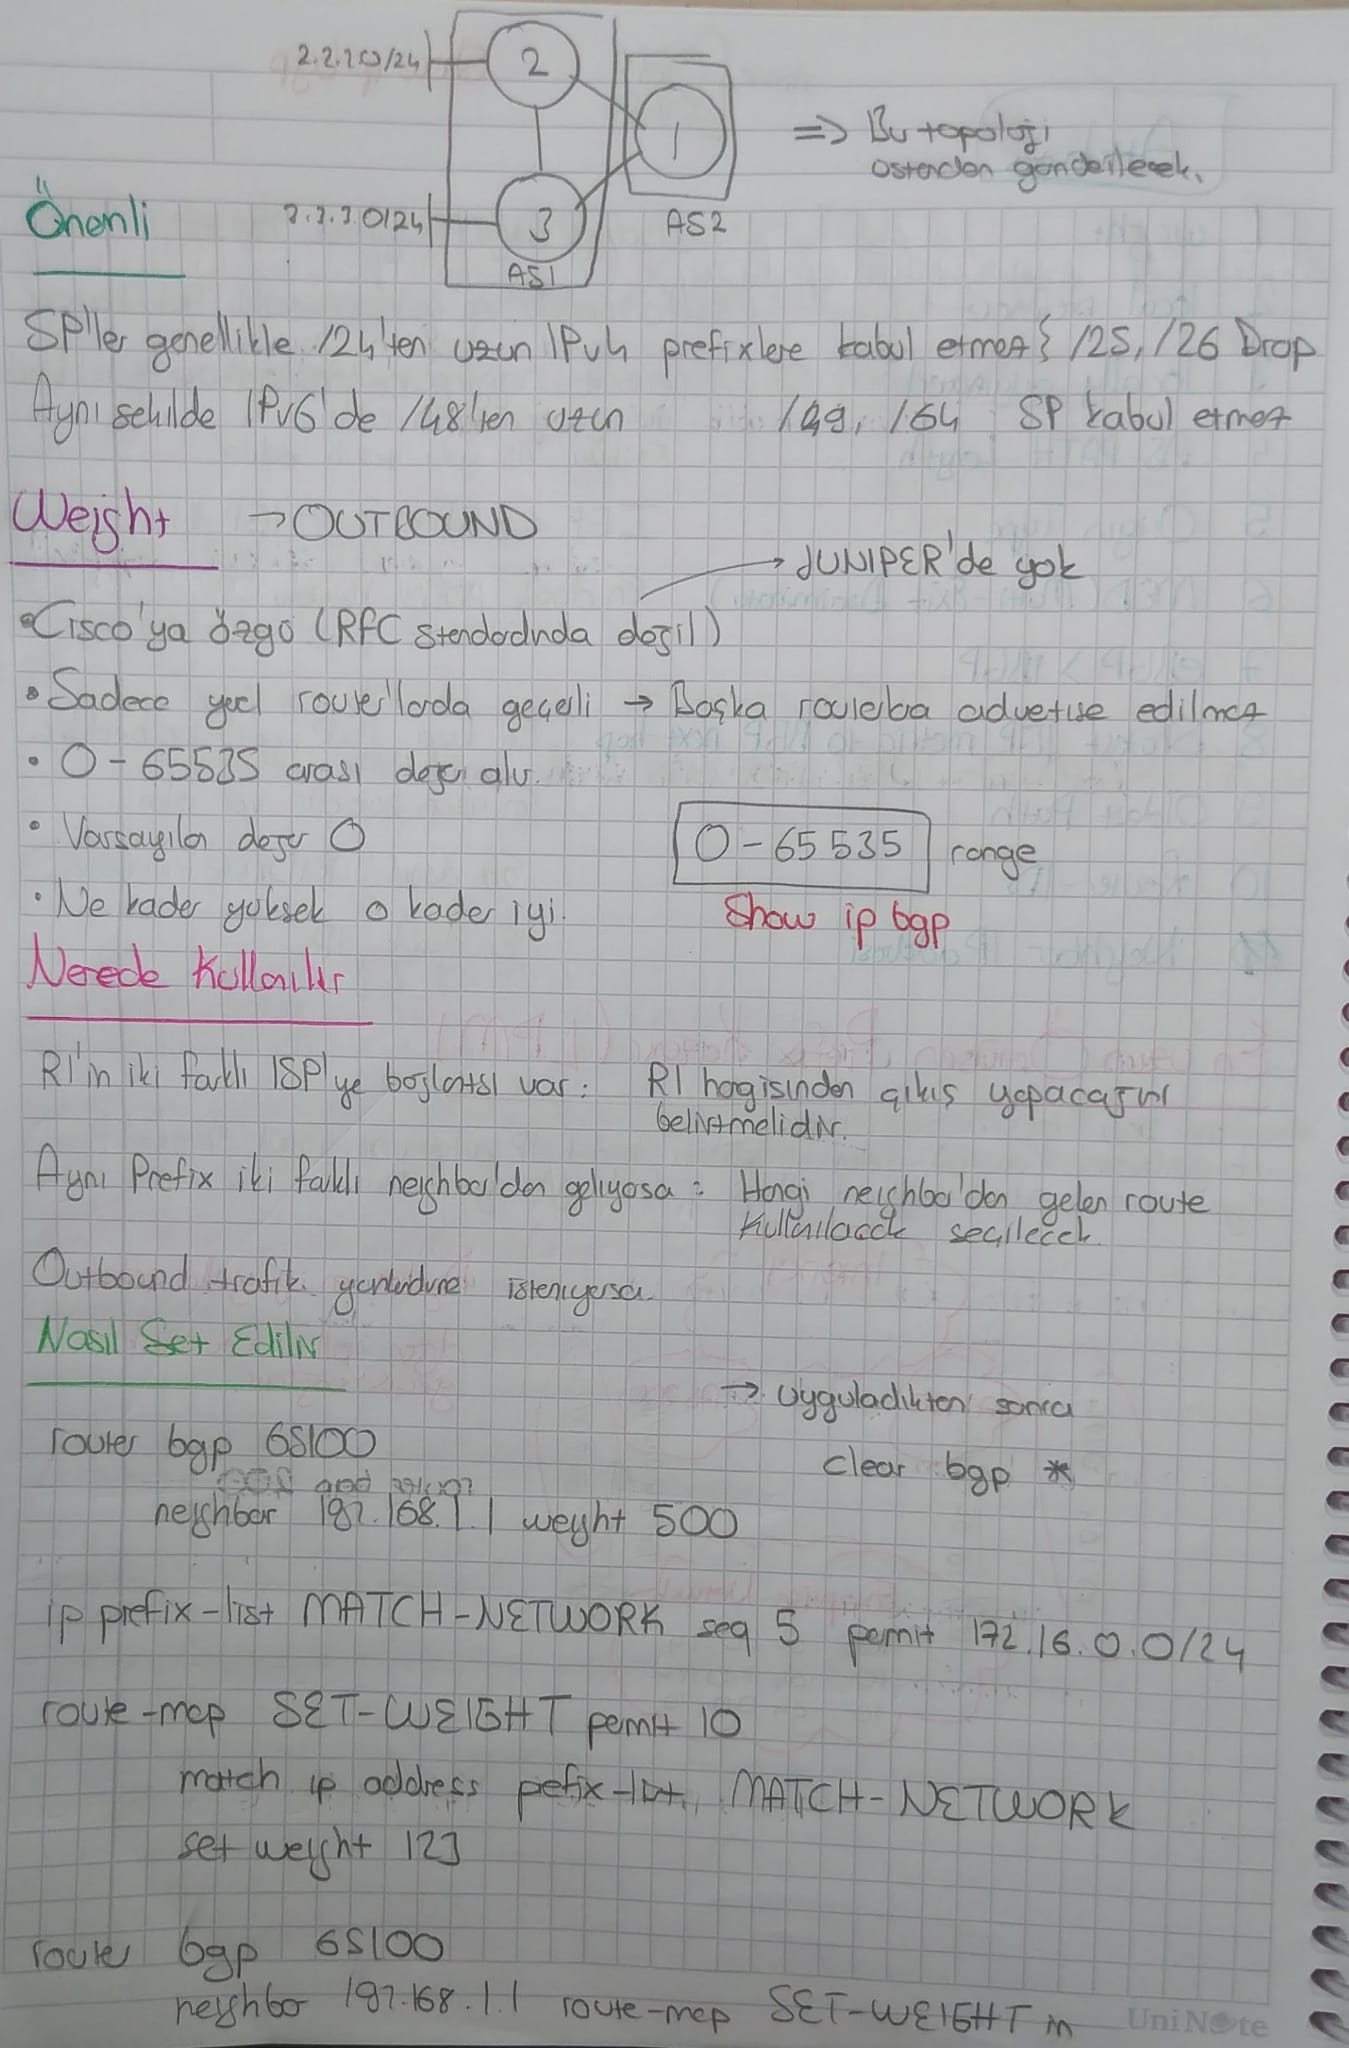 2.2.2.0/24
2
1
=> Bu topoloji
ostenden gönderilecek.
Önemli
3.3.3.0/24
3
AS2
AS1
SP'ler genellikle /24'ten uzun IPv4 prefixlere kabul etmez { /25, /26 Drop
Aynı sekilde IPv6'de /48'ten uzun /49, /64 SP kabul etmez
Weight → OUTBOUND
→ JUNIPER'de yok
• Cisco'ya özgo (RFC standardında değil)
• Sadece yerel router'larda geçerli → Başka routerlara advertise edilmez
• 0 - 65535 arası değer alır.
• Varsayılan değer 0
0 - 65535 range
• Ne kadar yüksek o kadar iyi.
Show ip bgp
Nerede Kullanılır
R1'in iki farklı ISP'ye bağlantısı var : R1 hangisinden çıkış yapacağını
belirtmelidir.
Aynı Prefix iki farklı neighbor'dan geliyorsa : Hangi neighbor'dan gelen route
Kullanılacak seçilecek.
Outbound trafik yönlendirme isteniyorsa.
Nasıl Set Edilir
→ Uyguladıkten sonra
router bgp 65100
clear bgp *
neighbor 192.168.1.1 weight 500
ip prefix-list MATCH-NETWORK seq 5 permit 172.16.0.0/24
route-map SET-WEIGHT permit 10
match ip address prefix-list MATCH-NETWORK
set weight 123
router bgp 65100
neighbor 192.168.1.1 route-map SET-WEIGHT in
UniNote